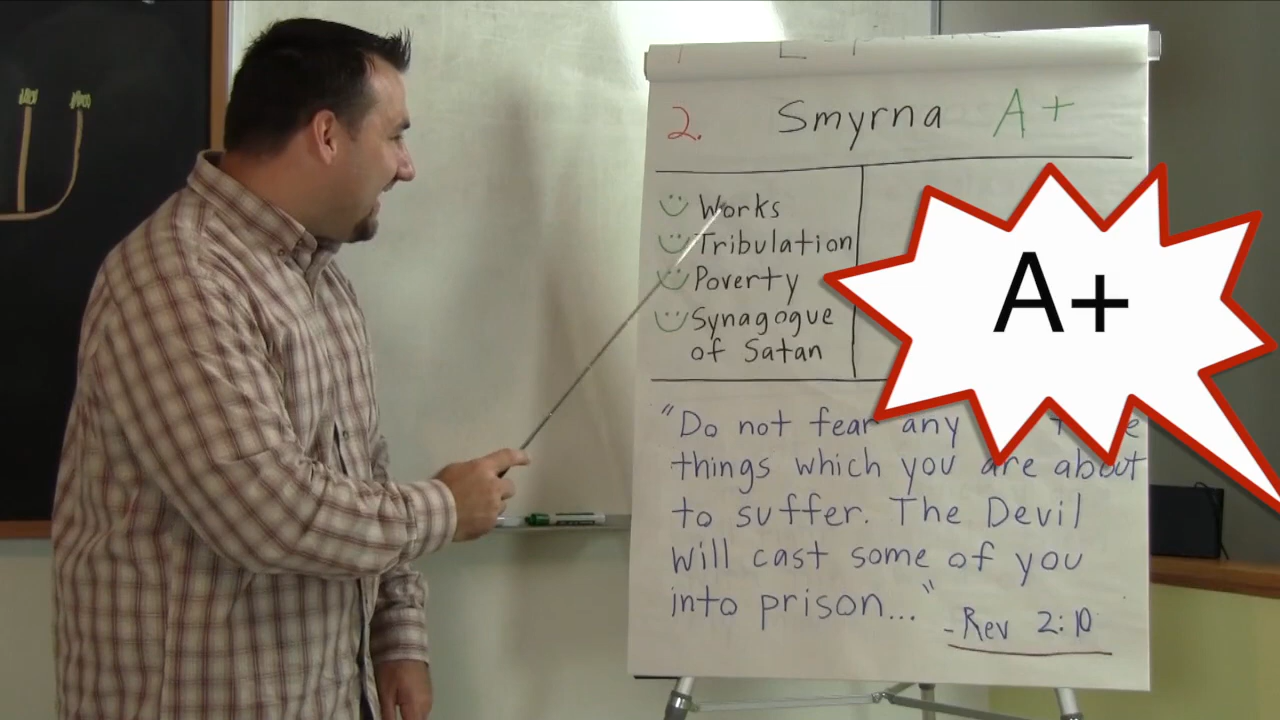 2. Smyrna A+
Works
Tribulation
Poverty
Synagogue
of Satan
A+
"Do not fear any
things which you are about
to suffer. The Devil
will cast some of you
into prison..."
-Rev 2:10